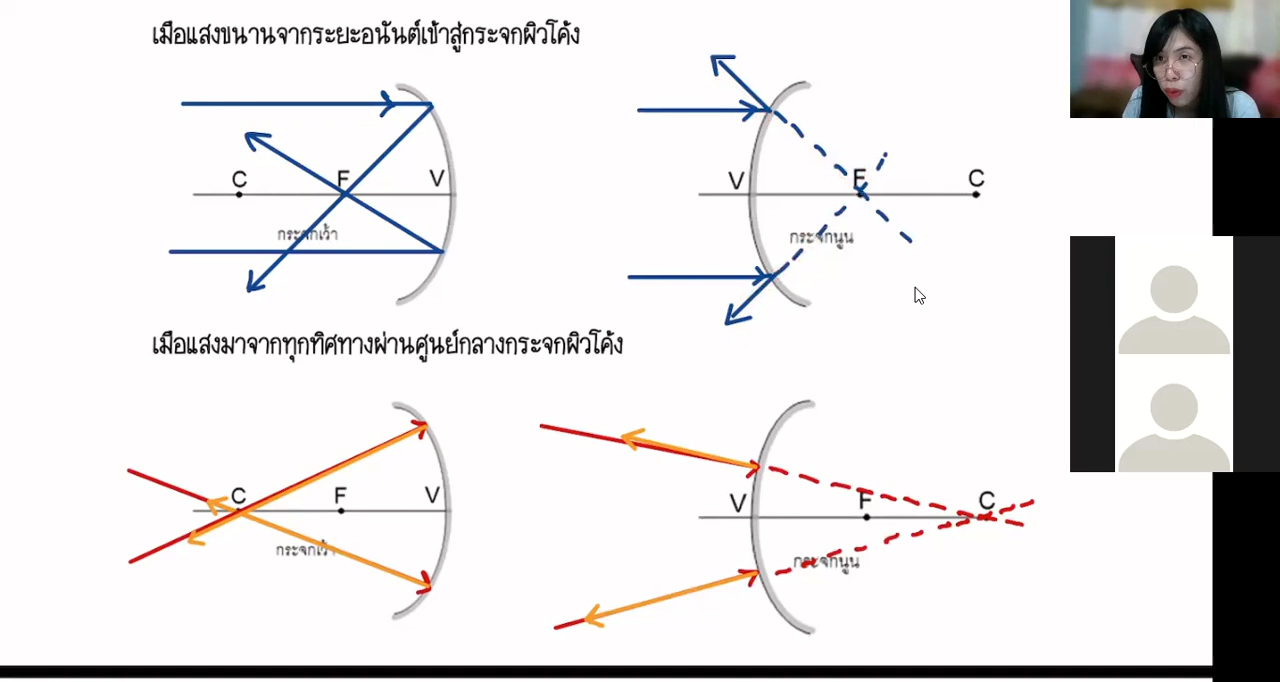 เมื่อแสงขนานจากระยะอนันต์เข้าสู่กระจกผิวโค้ง
C F V
กระจกเว้า
V F C
กระจกนูน
เมื่อแสงมาจากทุกทิศทางผ่านศูนย์กลางกระจกผิวโค้ง
C F V
กระจกเว้า
V F C
กระจกนูน